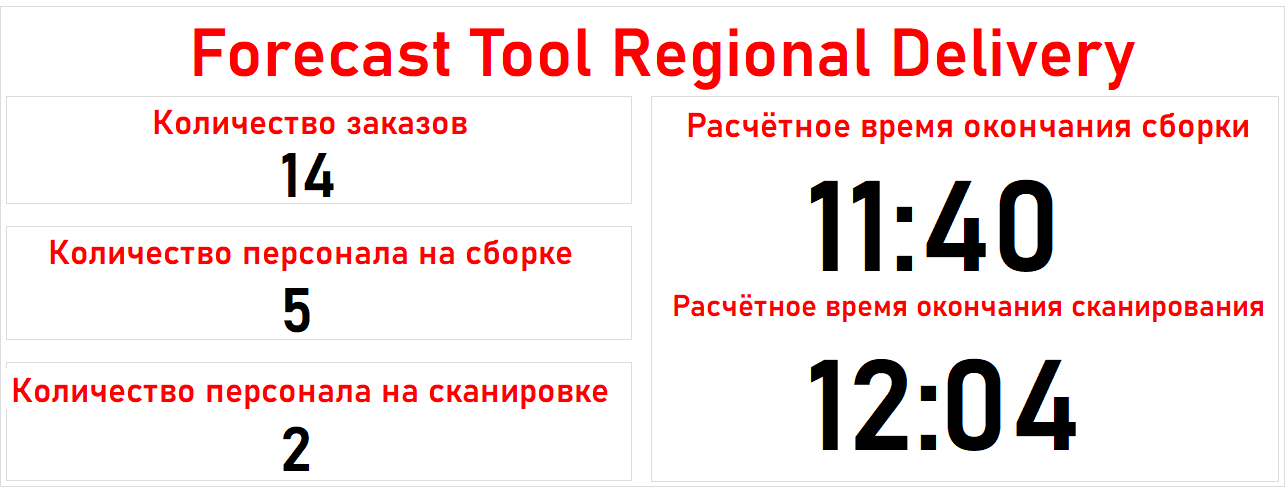 Forecast Tool Regional Delivery
Количество заказов
14
Количество персонала на сборке
5
Количество персонала на сканировке
2
Расчётное время окончания сборки
11:40
Расчётное время окончания сканирования
12:04